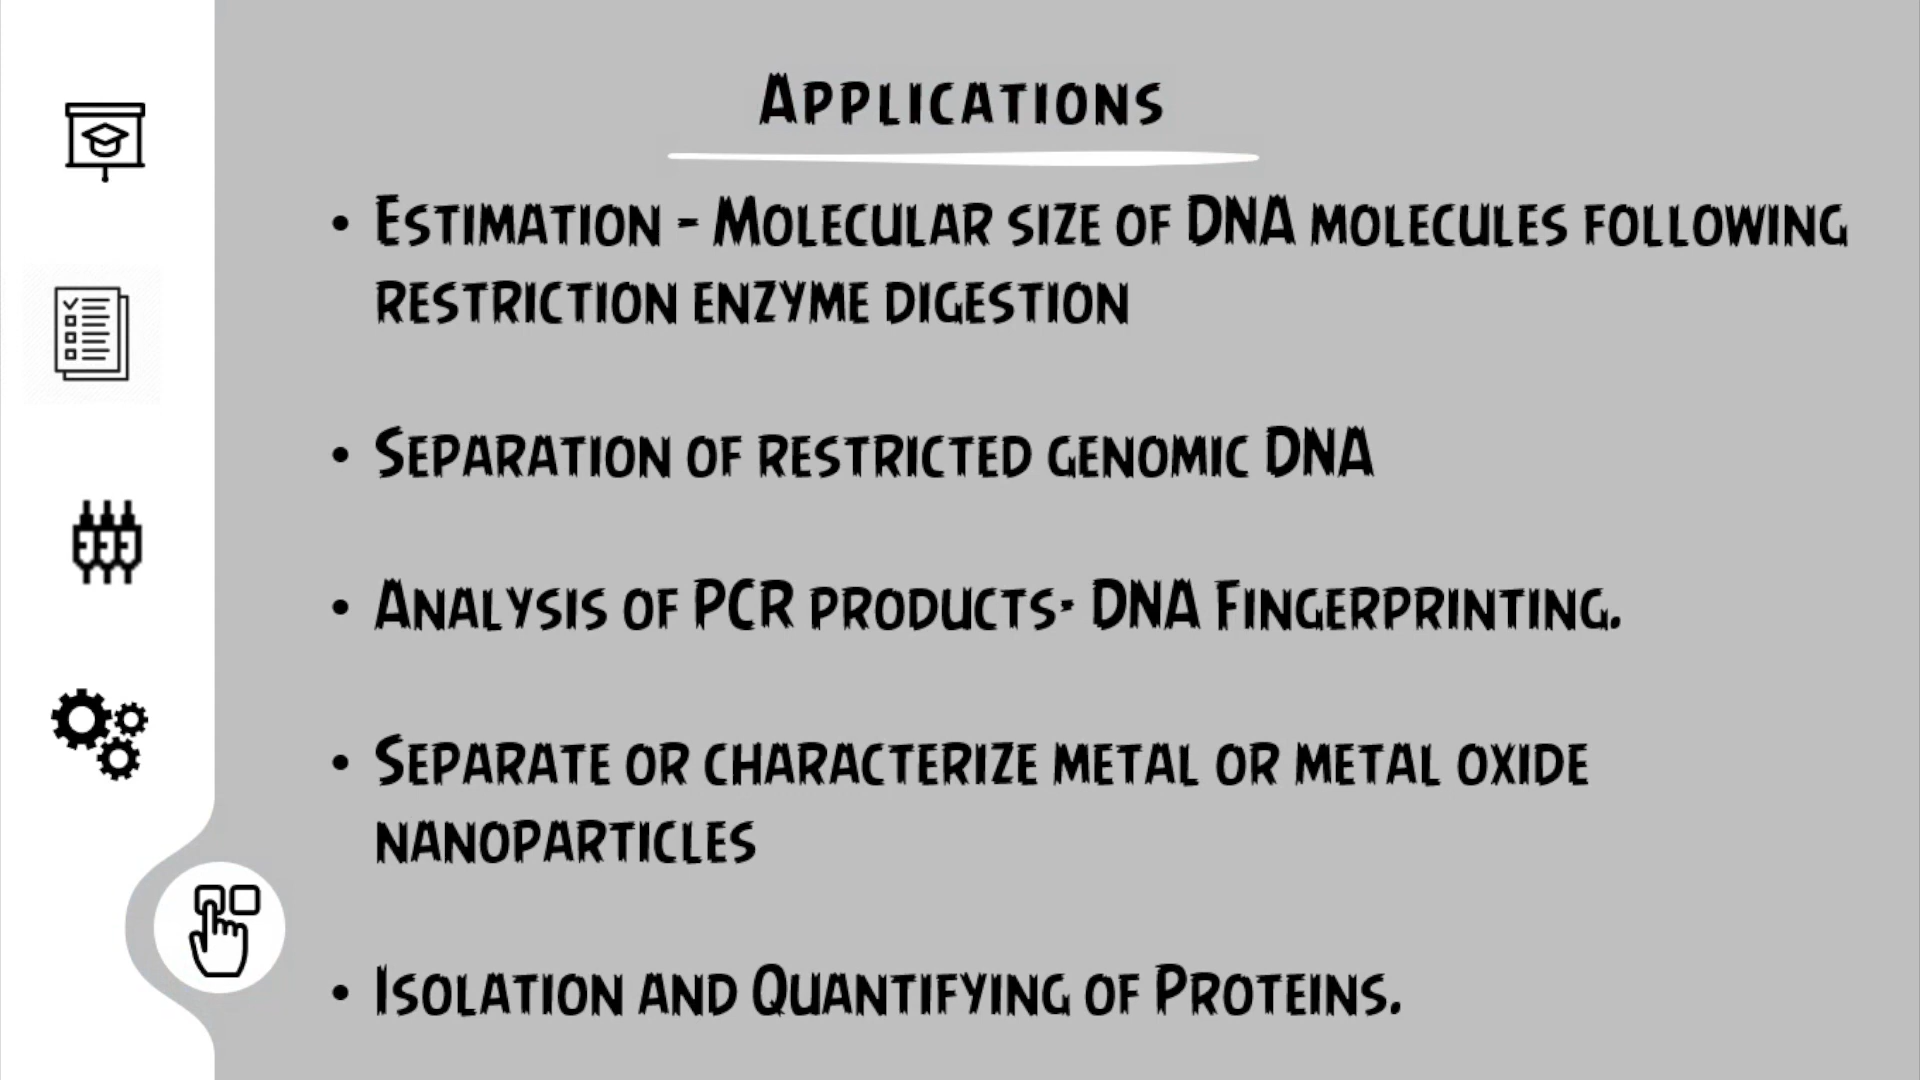 Applications
• Estimation - Molecular size of DNA molecules following
restriction enzyme digestion
• Separation of restricted genomic DNA
• Analysis of PCR products- DNA Fingerprinting.
• Separate or characterize metal or metal oxide
nanoparticles
• Isolation and Quantifying of Proteins.